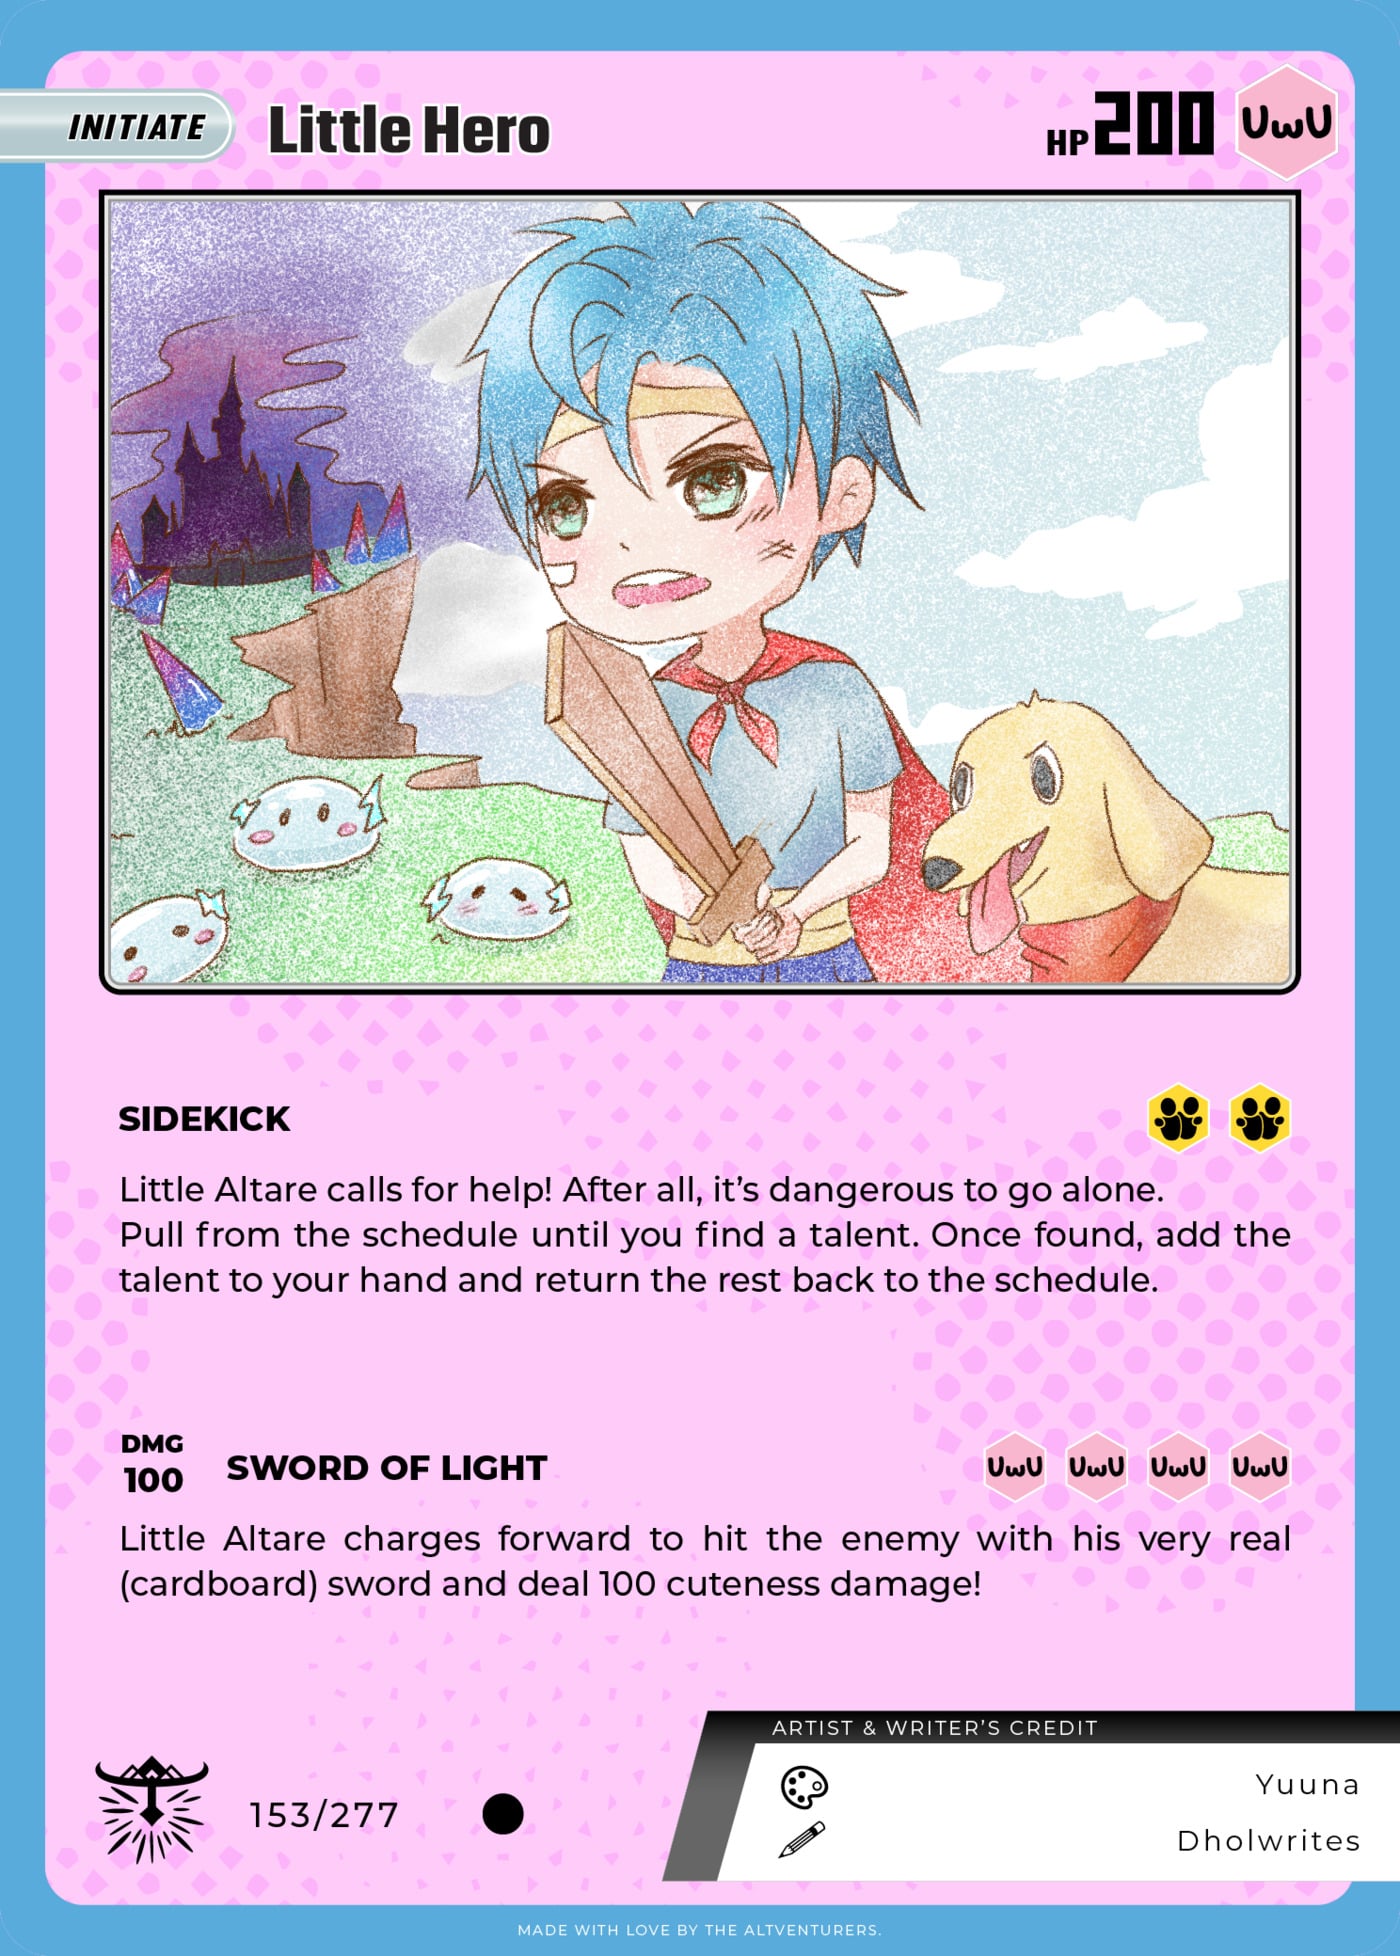 INITIATE
Little Hero
HP 200
UwU
SIDEKICK
Little Altare calls for help! After all, it’s dangerous to go alone.
Pull from the schedule until you find a talent. Once found, add the
talent to your hand and return the rest back to the schedule.
DMG
100
SWORD OF LIGHT
UwU UwU UwU UwU
Little Altare charges forward to hit the enemy with his very real
(cardboard) sword and deal 100 cuteness damage!
ARTIST & WRITER’S CREDIT
Yuuna
153/277
Dholwrites
MADE WITH LOVE BY THE ALTVENTURERS.